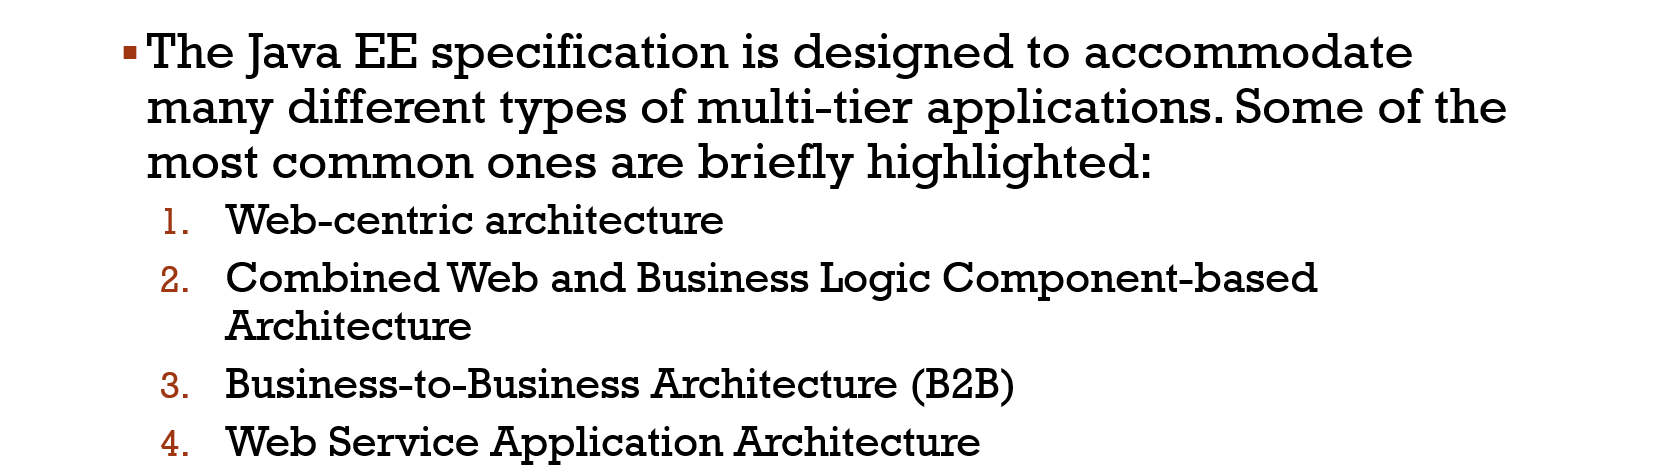 ▪ The Java EE specification is designed to accommodate
many different types of multi-tier applications. Some of the
most common ones are briefly highlighted:
1. Web-centric architecture
2. Combined Web and Business Logic Component-based
Architecture
3. Business-to-Business Architecture (B2B)
4. Web Service Application Architecture